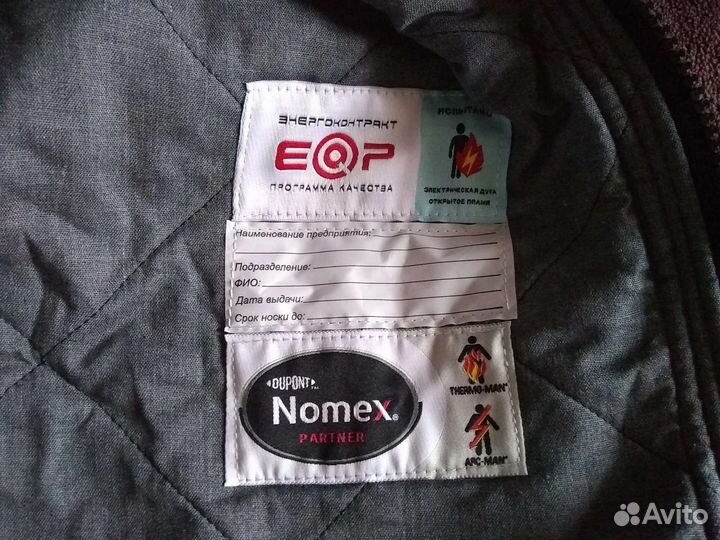 ЭНЕРГОКОНТРАКТ
EQP
ПРОГРАММА КАЧЕСТВА
ИСПЫТАНО
ЭЛЕКТРИЧЕСКАЯ ДУГА
ОТКРЫТОЕ ПЛАМЯ
Наименование предприятия:
Подразделение:
ФИО:
Дата выдачи:
Срок носки до:
DUPONT
Nomex®
PARTNER
THERMO-MAN®
ARC-MAN®
Avito